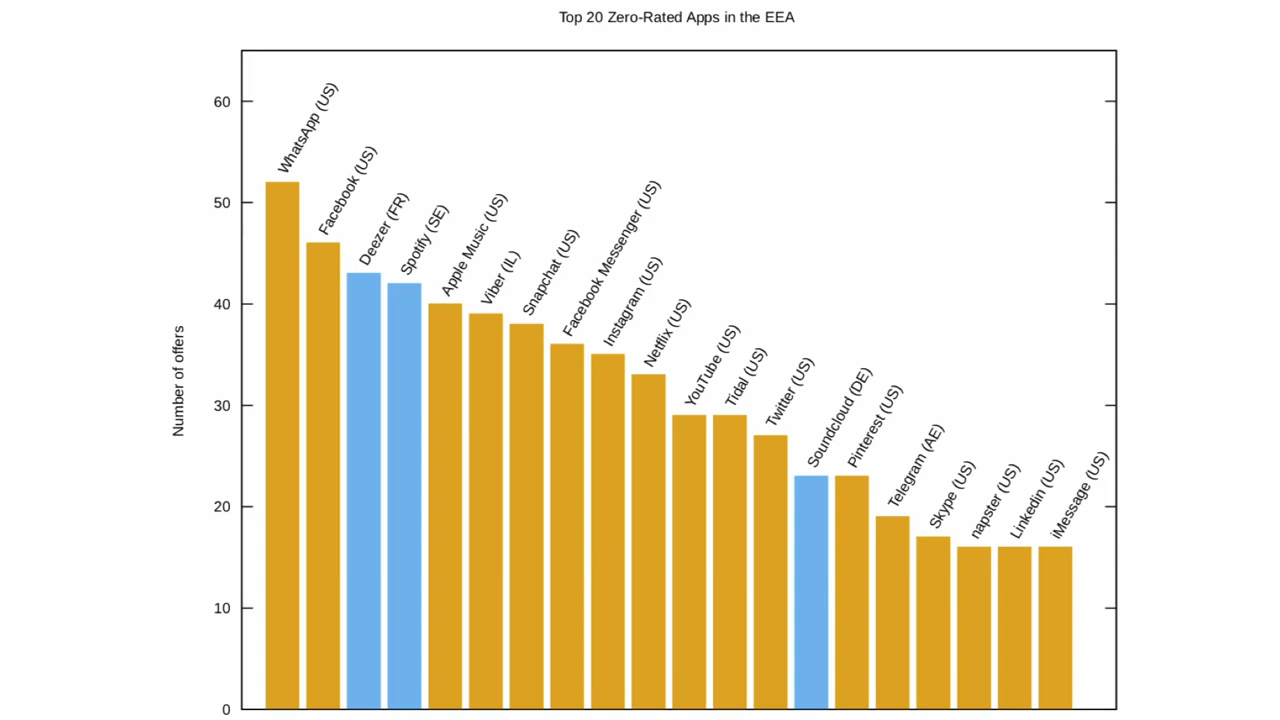 Top 20 Zero-Rated Apps in the EEA
Number of offers
60
50
40
30
20
10
0
WhatsApp (US)
Facebook (US)
Deezer (FR)
Spotify (SE)
Apple Music (US)
Viber (IL)
Snapchat (US)
Facebook Messenger (US)
Instagram (US)
Netflix (US)
YouTube (US)
Tidal (US)
Twitter (US)
Soundcloud (DE)
Pinterest (US)
Telegram (AE)
Skype (US)
napster (US)
Linkedin (US)
iMessage (US)